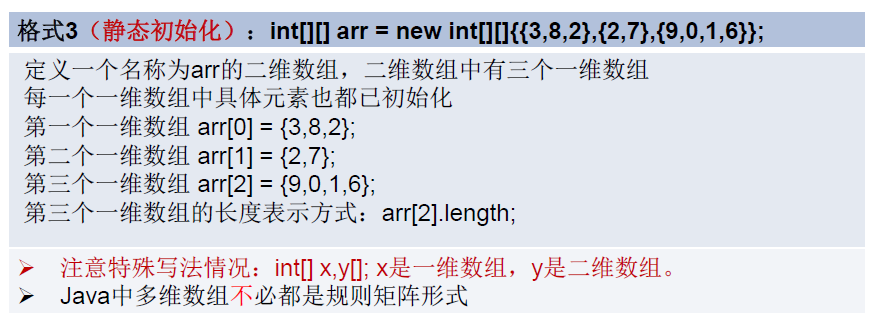 格式3（静态初始化）：int[][] arr = new int[][]{{3,8,2},{2,7},{9,0,1,6}};
定义一个名称为arr的二维数组，二维数组中有三个一维数组
每一个一维数组中具体元素也都已初始化
第一个一维数组 arr[0] = {3,8,2};
第二个一维数组 arr[1] = {2,7};
第三个一维数组 arr[2] = {9,0,1,6};
第三个一维数组的长度表示方式：arr[2].length;
➢ 注意特殊写法情况：int[] x,y[]; x是一维数组，y是二维数组。
➢ Java中多维数组不必都是规则矩阵形式